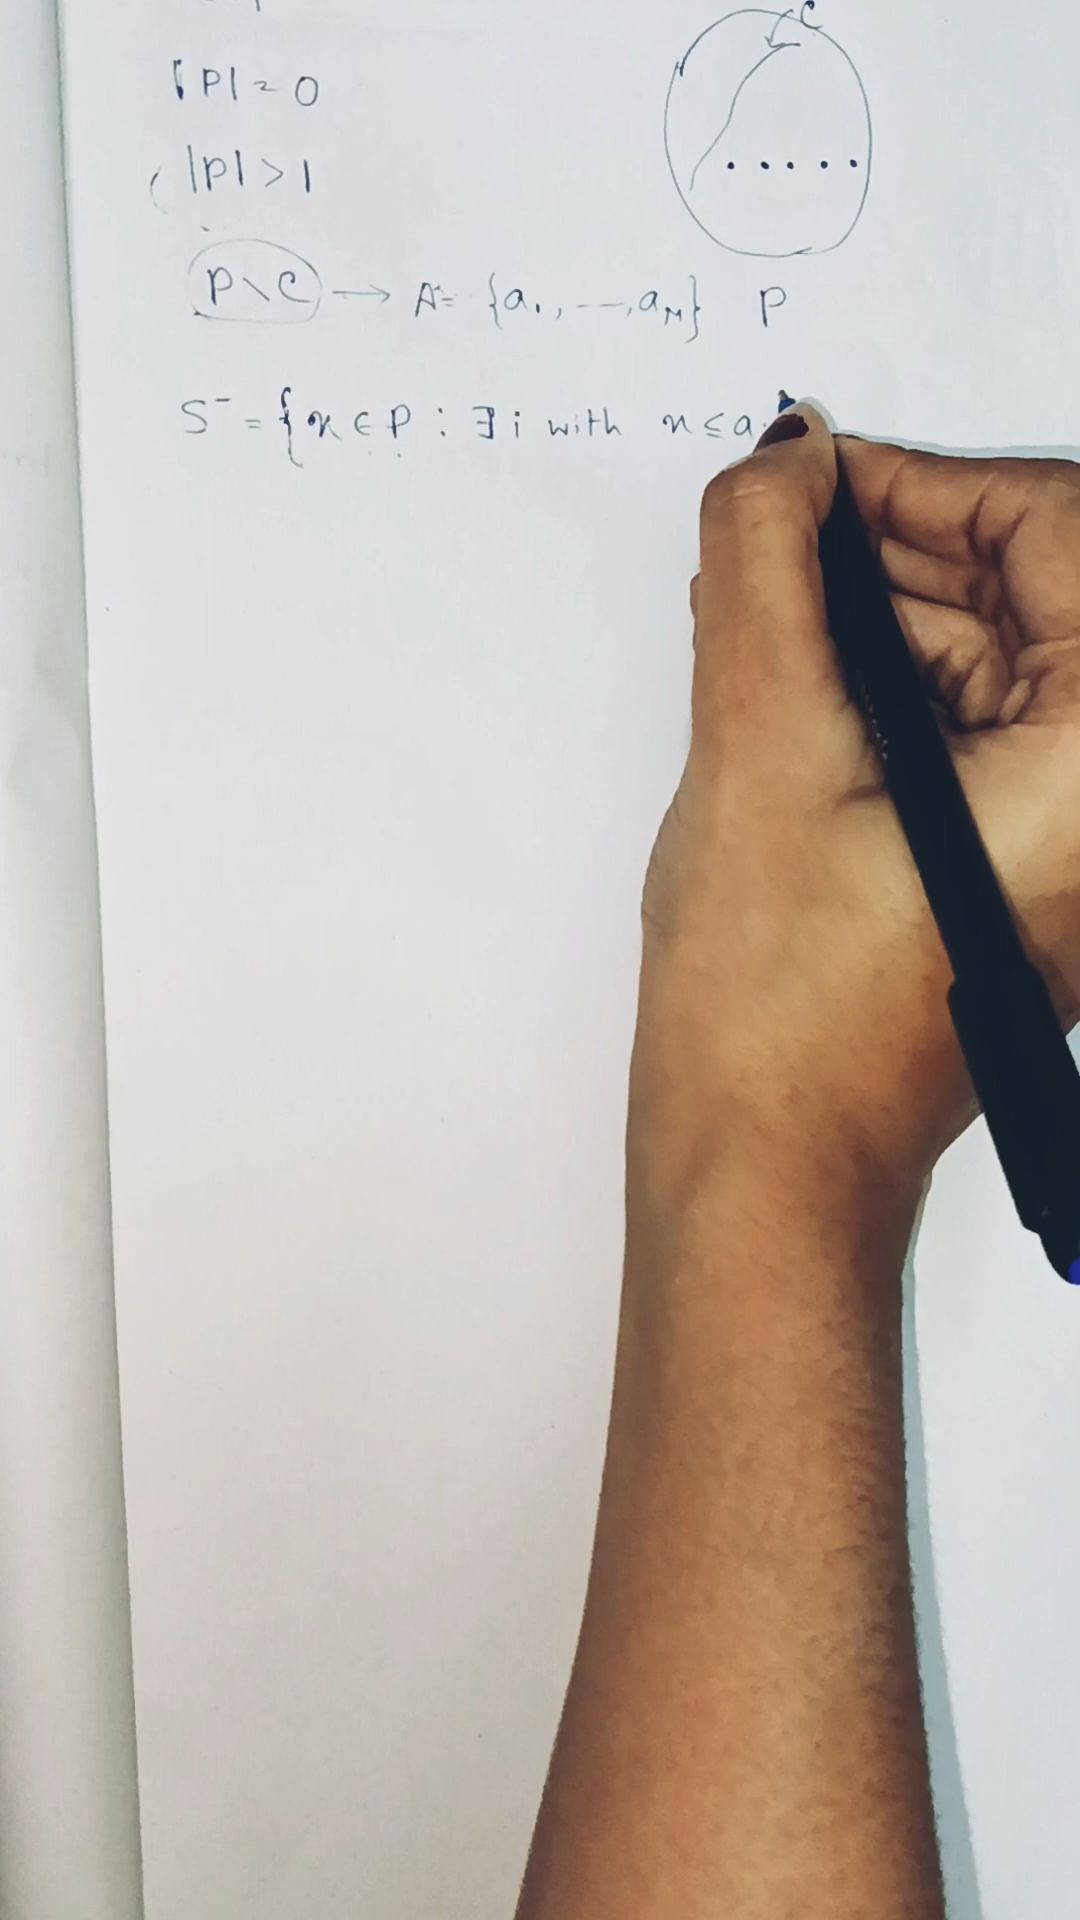 C
|P| = 0
|P| > 1
P \ C → A = {a₁, ---, aₘ} P
S⁻ = {x ∈ P : ∃ i with x ≤ a